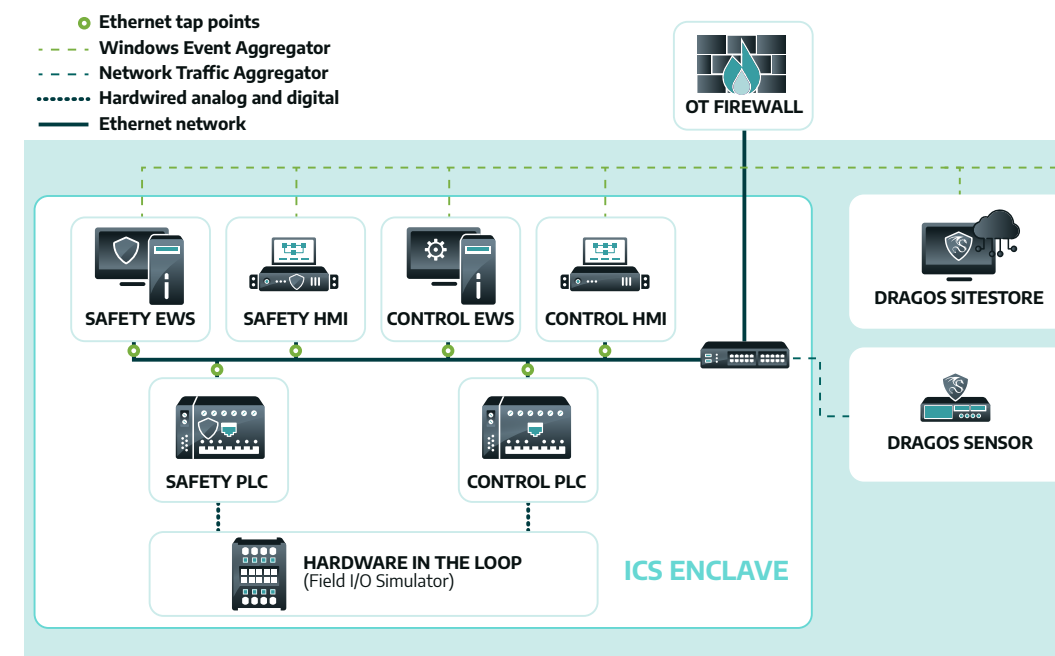 Ethernet tap points
Windows Event Aggregator
Network Traffic Aggregator
Hardwired analog and digital
Ethernet network
OT FIREWALL
SAFETY EWS
SAFETY HMI
CONTROL EWS
CONTROL HMI
DRAGOS SITESTORE
DRAGOS SENSOR
SAFETY PLC
CONTROL PLC
HARDWARE IN THE LOOP
(Field I/O Simulator)
ICS ENCLAVE